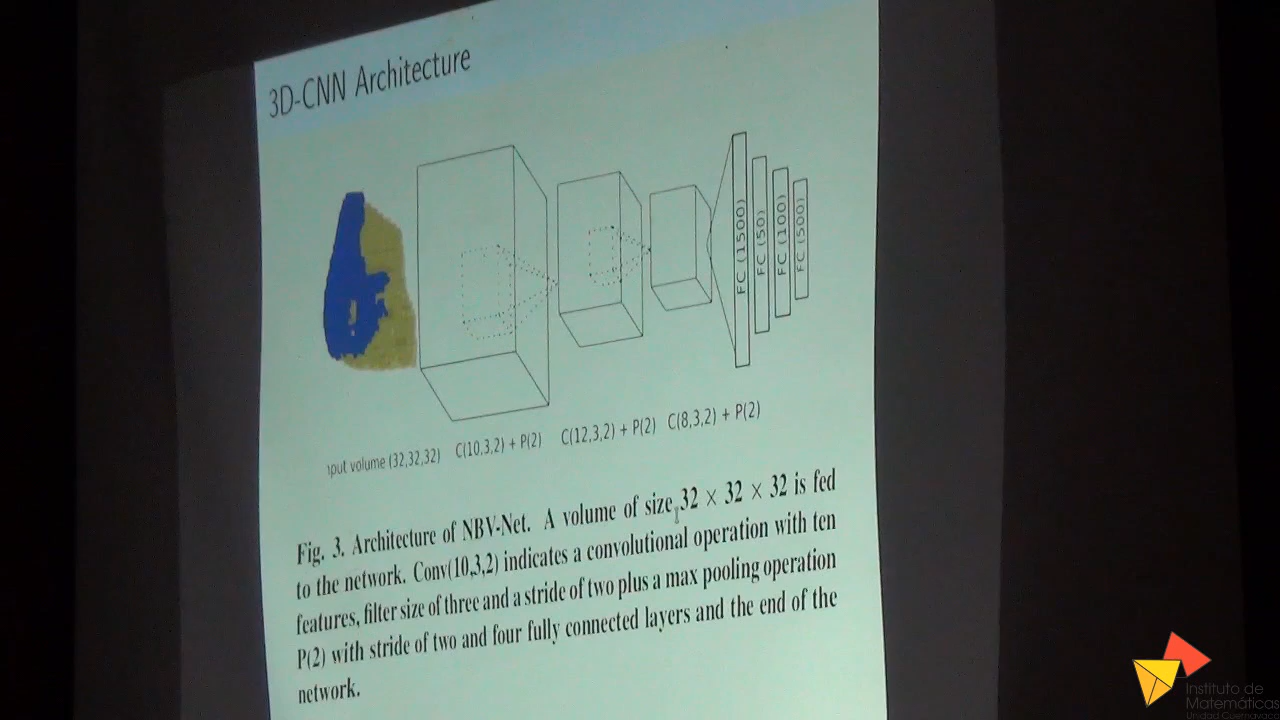 3D-CNN Architecture
FC (1500)
FC (50)
FC (100)
FC (500)
volume (32,32,32)
C(10,3,2) + P(2)
C(12,3,2) + P(2)
C(8,3,2) + P(2)
Fig. 3. Architecture of NBV-Net. A volume of size 32 × 32 × 32 is fed
to the network. Conv(10,3,2) indicates a convolutional operation with ten
features, filter size of three and a stride of two plus a max pooling operation
P(2) with stride of two and four fully connected layers and the end of the
network.
Instituto de
Matemáticas
Unidad Cuernavaca